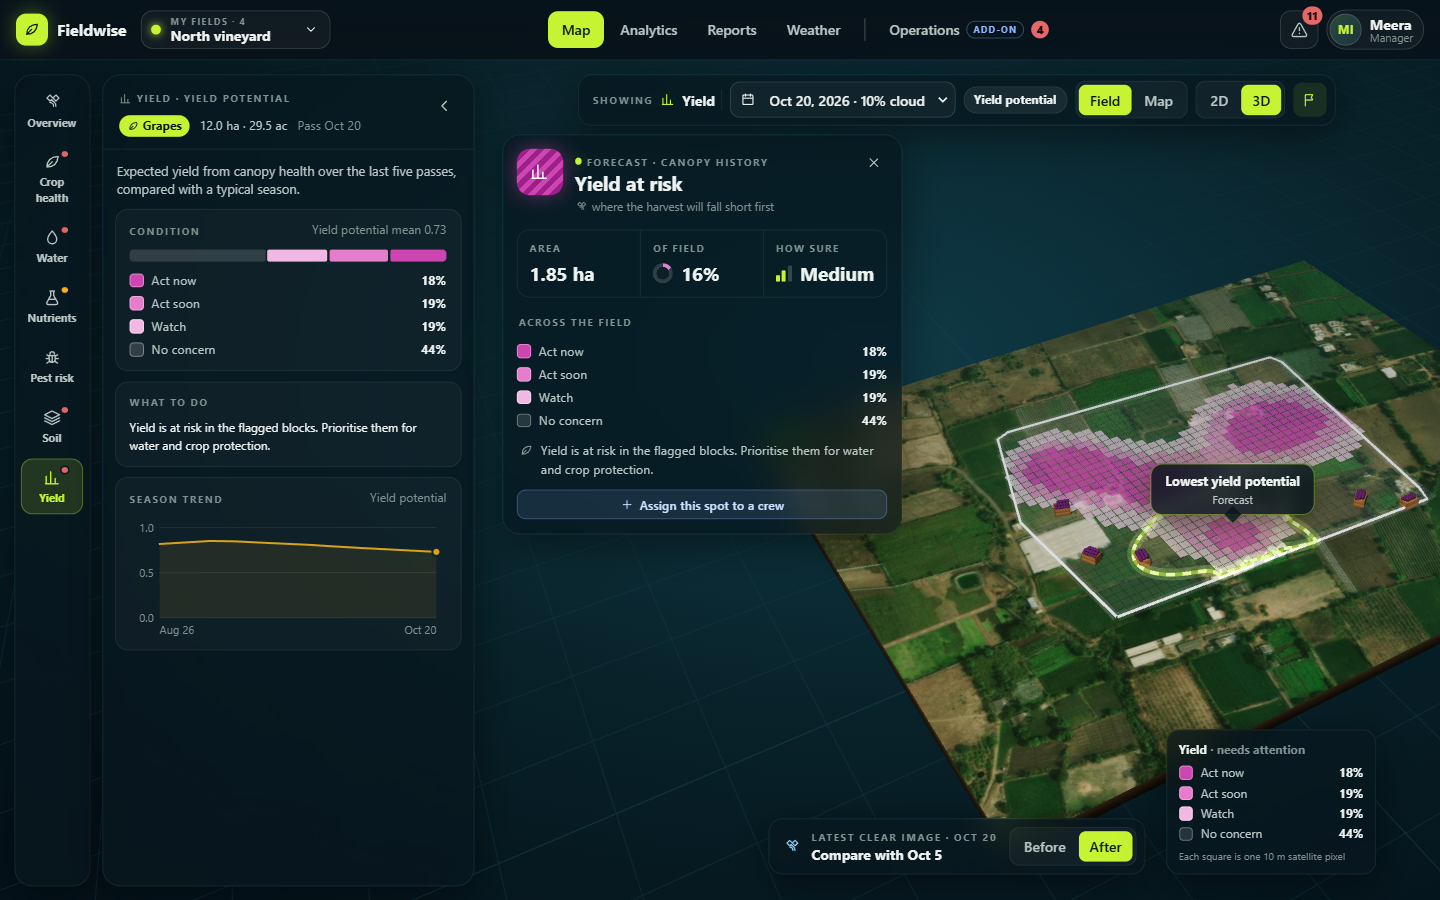 Fieldwise
MY FIELDS · 4
North vineyard
Map
Analytics
Reports
Weather
Operations
ADD-ON
4
11
MI
Meera
Manager
Overview
Crop
health
Water
Nutrients
Pest risk
Soil
Yield
YIELD · YIELD POTENTIAL
Grapes
12.0 ha · 29.5 ac
Pass Oct 20
Expected yield from canopy health over the last five passes,
compared with a typical season.
CONDITION
Yield potential mean 0.73
Act now 18%
Act soon 19%
Watch 19%
No concern 44%
WHAT TO DO
Yield is at risk in the flagged blocks. Prioritise them for
water and crop protection.
SEASON TREND
Yield potential
1.0
0.5
0.0
Aug 26
Oct 20
SHOWING
Yield
Oct 20, 2026 · 10% cloud
Yield potential
Field
Map
2D
3D
FORECAST · CANOPY HISTORY
Yield at risk
where the harvest will fall short first
AREA
1.85 ha
OF FIELD
16%
HOW SURE
Medium
ACROSS THE FIELD
Act now 18%
Act soon 19%
Watch 19%
No concern 44%
Yield is at risk in the flagged blocks. Prioritise them for water
and crop protection.
+ Assign this spot to a crew
Lowest yield potential
Forecast
LATEST CLEAR IMAGE · OCT 20
Compare with Oct 5
Before
After
Yield · needs attention
Act now 18%
Act soon 19%
Watch 19%
No concern 44%
Each square is one 10 m satellite pixel